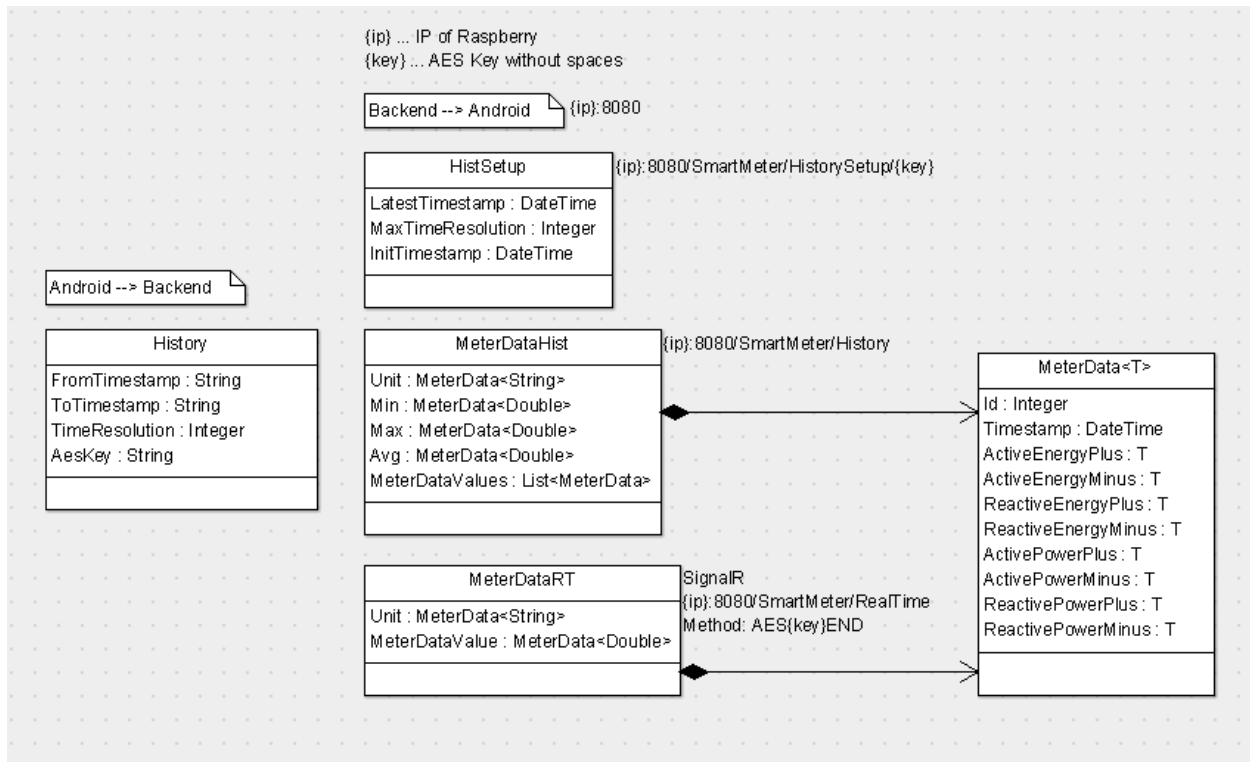 {ip} ... IP of Raspberry
{key} ... AES Key without spaces
Backend --> Android
{ip}:8080
HistSetup
{ip}:8080/SmartMeter/HistorySetup/{key}
LatestTimestamp : DateTime
MaxTimeResolution : Integer
InitTimestamp : DateTime
Android --> Backend
History
FromTimestamp : String
ToTimestamp : String
TimeResolution : Integer
AesKey : String
MeterDataHist
{ip}:8080/SmartMeter/History
Unit : MeterData<String>
Min : MeterData<Double>
Max : MeterData<Double>
Avg : MeterData<Double>
MeterDataValues : List<MeterData>
MeterData<T>
Id : Integer
Timestamp : DateTime
ActiveEnergyPlus : T
ActiveEnergyMinus : T
ReactiveEnergyPlus : T
ReactiveEnergyMinus : T
ActivePowerPlus : T
ActivePowerMinus : T
ReactivePowerPlus : T
ReactivePowerMinus : T
MeterDataRT
Unit : MeterData<String>
MeterDataValue : MeterData<Double>
SignalR
{ip}:8080/SmartMeter/RealTime
Method: AES{key}END